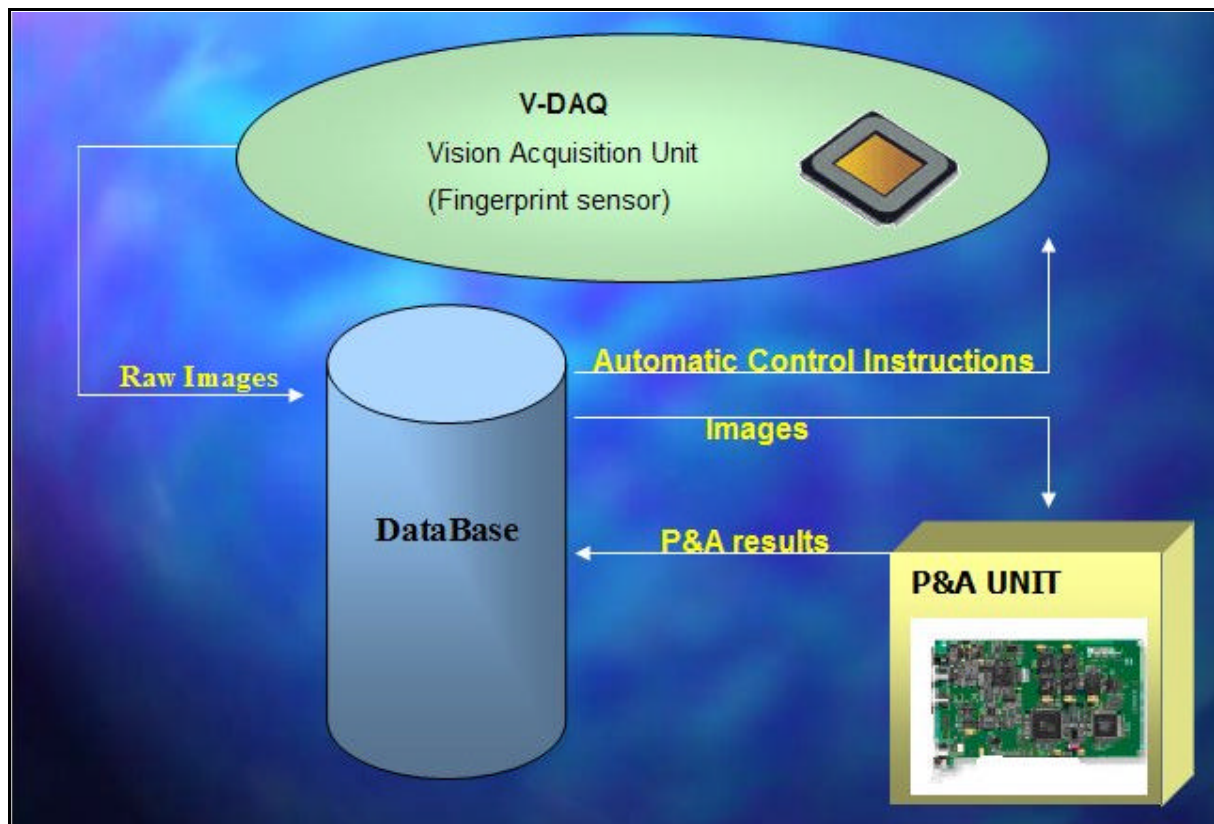 V-DAQ
Vision Acquisition Unit
(Fingerprint sensor)
Automatic Control Instructions
Raw Images
Images
DataBase
P&A results
P&A UNIT